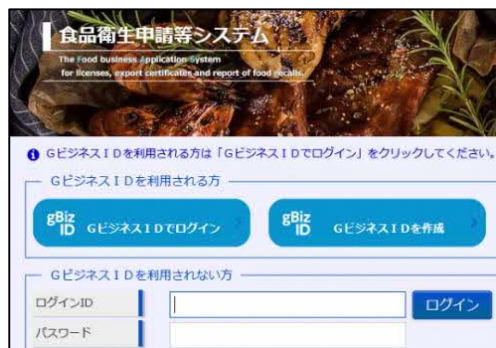 食品衛生申請等システム
The Food business Application System
for licenses, export certificates and report of food recalls.
GビジネスIDを利用される方は「GビジネスIDでログイン」をクリックしてください。
GビジネスIDを利用される方
gBiz ID GビジネスIDでログイン
gBiz ID GビジネスIDを作成
GビジネスIDを利用されない方
ログインID
ログイン
パスワード